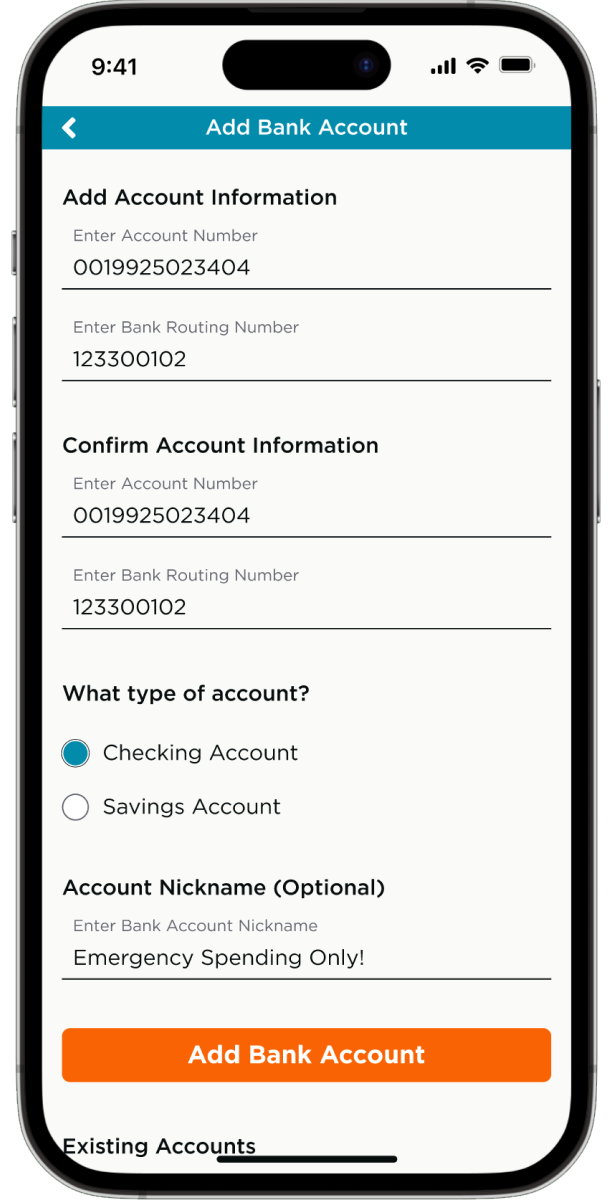 9:41
Add Bank Account
Add Account Information
Enter Account Number
0019925023404
Enter Bank Routing Number
123300102
Confirm Account Information
Enter Account Number
0019925023404
Enter Bank Routing Number
123300102
What type of account?
Checking Account
Savings Account
Account Nickname (Optional)
Enter Bank Account Nickname
Emergency Spending Only!
Add Bank Account
Existing Accounts